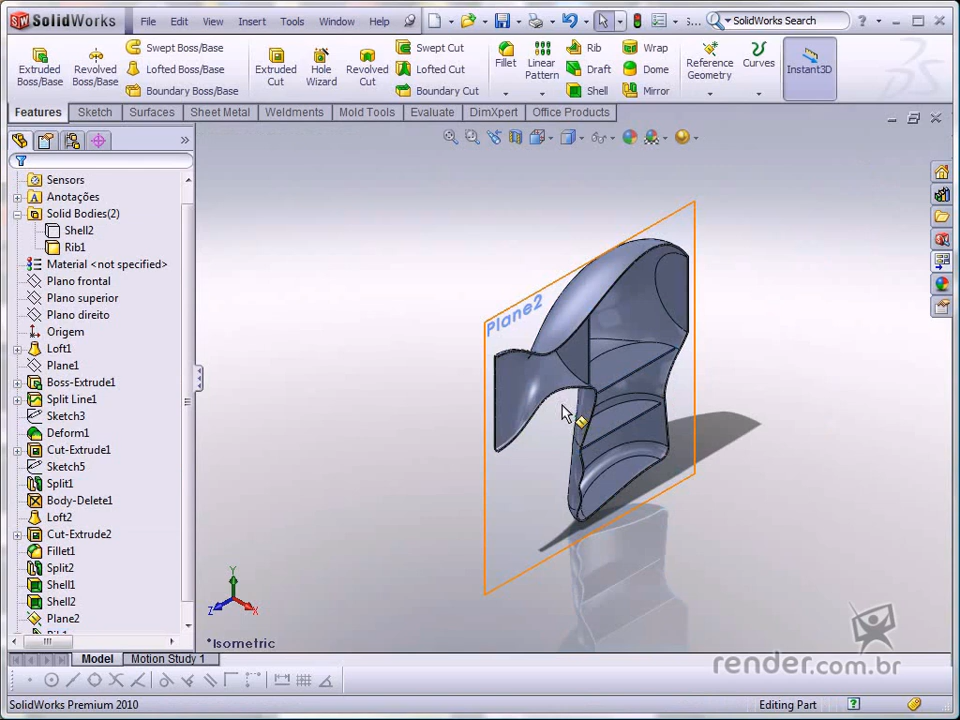 SolidWorks File Edit View Insert Tools Window Help s... SolidWorks Search
Extruded Boss/Base
Revolved Boss/Base
Swept Boss/Base
Lofted Boss/Base
Boundary Boss/Base
Extruded Cut
Hole Wizard
Revolved Cut
Swept Cut
Lofted Cut
Boundary Cut
Fillet
Linear Pattern
Rib
Draft
Shell
Wrap
Dome
Mirror
Reference Geometry
Curves
Instant3D
Features Sketch Surfaces Sheet Metal Weldments Mold Tools Evaluate DimXpert Office Products
Sensors
Anotações
Solid Bodies(2)
Shell2
Rib1
Material <not specified>
Plano frontal
Plano superior
Plano direito
Origem
Loft1
Plane1
Boss-Extrude1
Split Line1
Sketch3
Deform1
Cut-Extrude1
Sketch5
Split1
Body-Delete1
Loft2
Cut-Extrude2
Fillet1
Split2
Shell1
Shell2
Plane2
Rib1
Plane2
Y
Z
X
*Isometric
render.com.br
Model Motion Study 1
SolidWorks Premium 2010 Editing Part